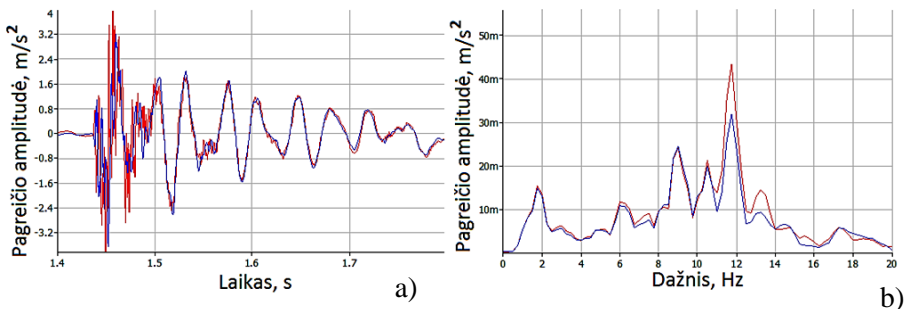 Pagreičio amplitudė, m/s²
4
3.2
2.4
1.6
0.8
0
-0.8
-1.6
-2.4
-3.2
1.4 1.5 1.6 1.7
Laikas, s
a)
Pagreičio amplitudė, m/s²
50m
40m
30m
20m
10m
0 2 4 6 8 10 12 14 16 18 20
Dažnis, Hz
b)